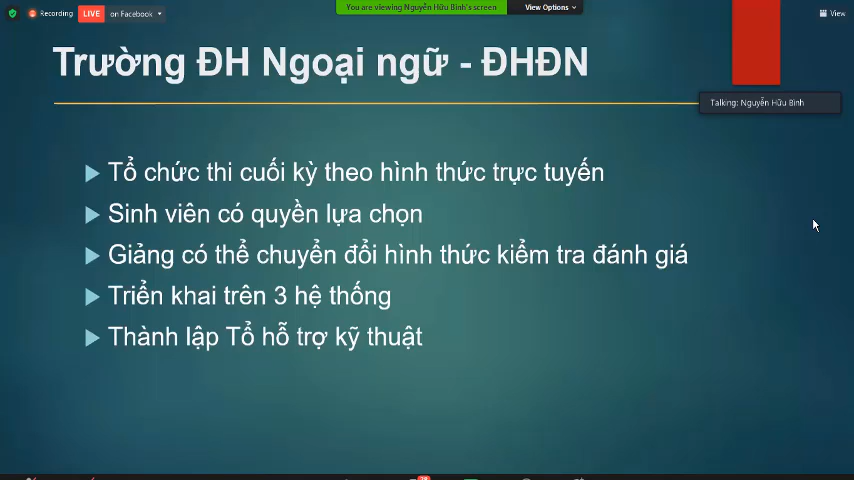 Recording
LIVE
on Facebook
You are viewing Nguyễn Hữu Bình's screen
View Options
View
Trường ĐH Ngoại ngữ - ĐHĐN
Talking: Nguyễn Hữu Bình
Tổ chức thi cuối kỳ theo hình thức trực tuyến
Sinh viên có quyền lựa chọn
Giảng có thể chuyển đổi hình thức kiểm tra đánh giá
Triển khai trên 3 hệ thống
Thành lập Tổ hỗ trợ kỹ thuật